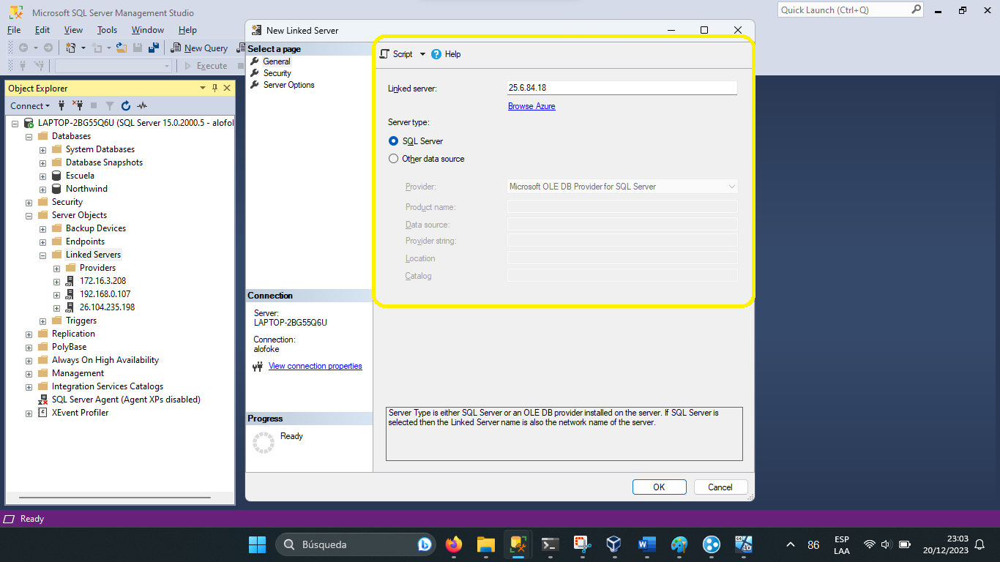 Microsoft SQL Server Management Studio
Quick Launch (Ctrl+Q)
File Edit View Tools Window Help
New Query
Execute
Object Explorer
Connect
LAPTOP-2BG55Q6U (SQL Server 15.0.2000.5 - alofok
Databases
System Databases
Database Snapshots
Escuela
Northwind
Security
Server Objects
Backup Devices
Endpoints
Linked Servers
Providers
172.16.3.208
192.168.0.107
26.104.235.198
Triggers
Replication
PolyBase
Always On High Availability
Management
Integration Services Catalogs
SQL Server Agent (Agent XPs disabled)
XEvent Profiler
New Linked Server
Select a page
General
Security
Server Options
Connection
Server:
LAPTOP-2BG55Q6U
Connection:
alofoke
View connection properties
Progress
Ready
Script Help
Linked server: 25.6.84.18
Browse Azure
Server type:
SQL Server
Other data source
Provider: Microsoft OLE DB Provider for SQL Server
Product name:
Data source:
Provider string:
Location
Catalog
Server Type is either SQL Server or an OLE DB provider installed on the server. If SQL Server is
selected then the Linked Server name is also the network name of the server.
OK Cancel
Ready
Búsqueda
10
86
ESP
LAA
23:03
20/12/2023